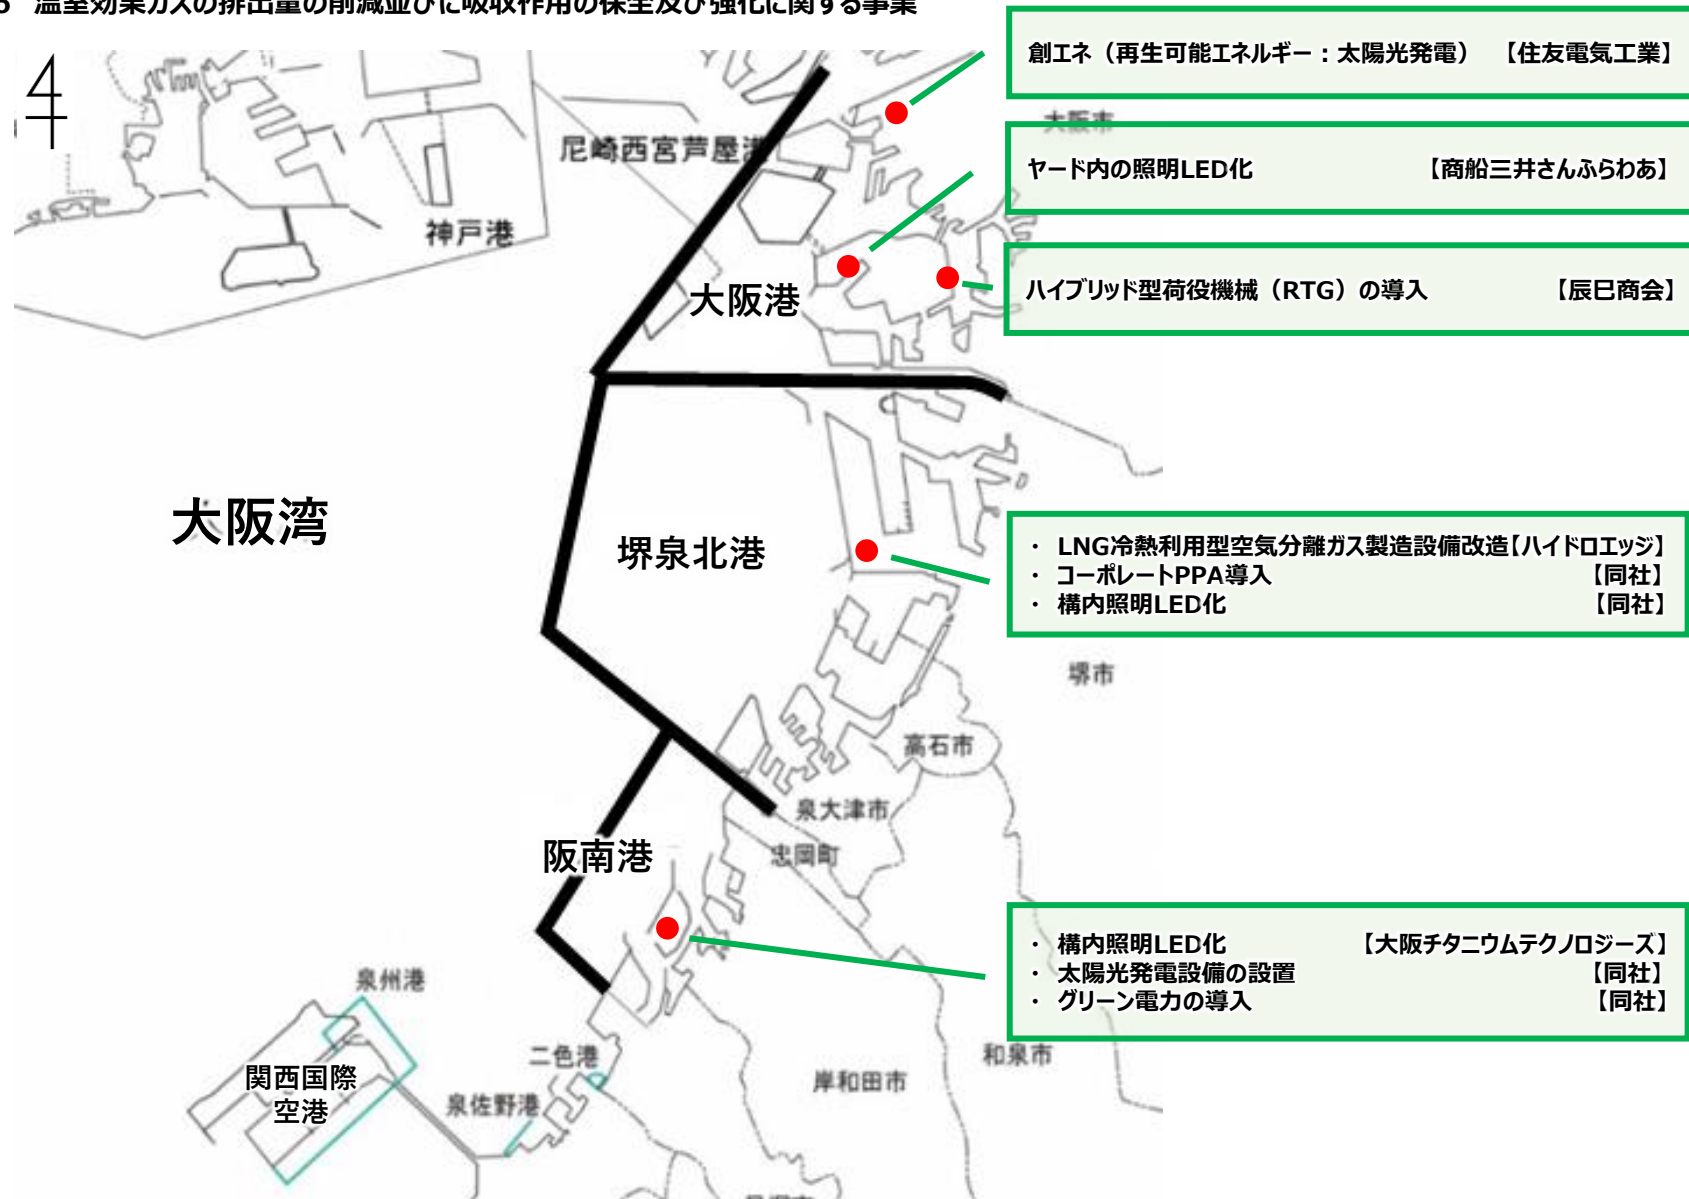 温室効果ガスの排出量の削減並びに吸収作用の保全及び強化に関する事業
創エネ（再生可能エネルギー：太陽光発電） 【住友電気工業】
大阪市
尼崎西宮芦屋港
ヤード内の照明LED化 【商船三井さんふらわあ】
神戸港
大阪港
ハイブリッド型荷役機械（RTG）の導入 【辰巳商会】
大阪湾
堺泉北港
・ LNG冷熱利用型空気分離ガス製造設備改造【ハイドロエッジ】
・ コーポレートPPA導入 【同社】
・ 構内照明LED化 【同社】
堺市
高石市
泉大津市
忠岡町
阪南港
・ 構内照明LED化 【大阪チタニウムテクノロジーズ】
・ 太陽光発電設備の設置 【同社】
・ グリーン電力の導入 【同社】
泉州港
二色港
和泉市
岸和田市
関西国際
空港
泉佐野港